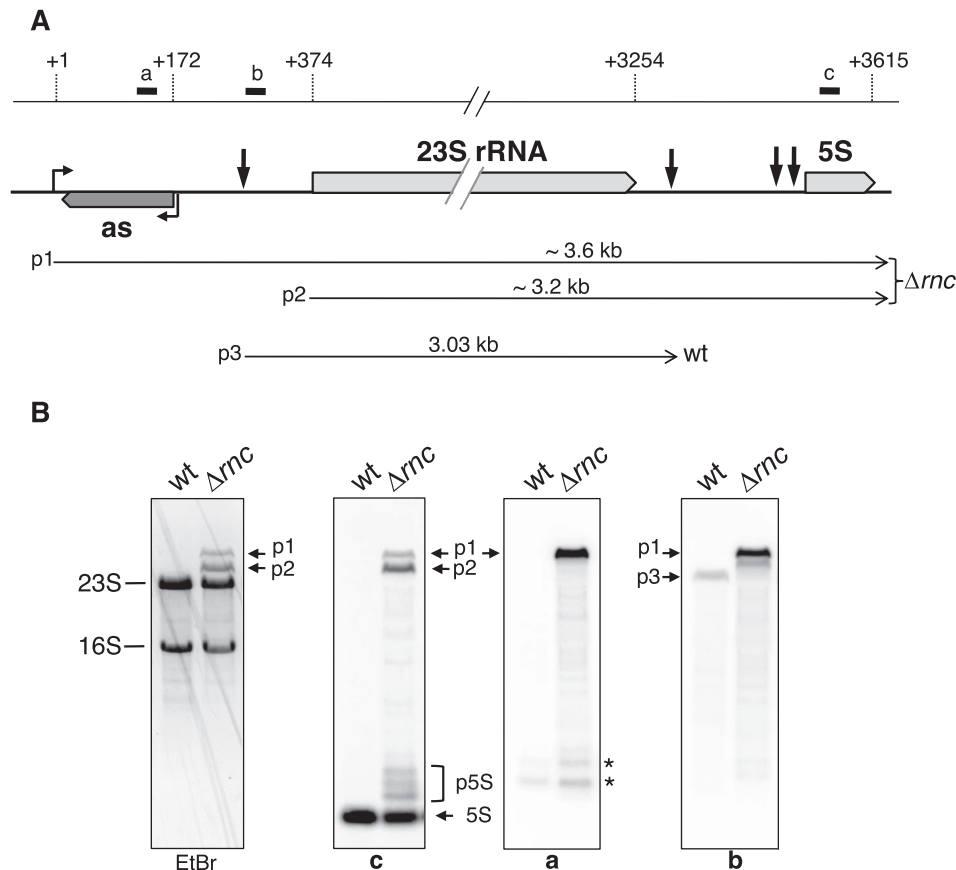 A
+1 +172 +374 +3254 +3615
a b c
23S rRNA 5S
as
p1 ~ 3.6 kb
Δrnc
p2 ~ 3.2 kb
p3 3.03 kb wt
B
wt Δrnc wt Δrnc wt Δrnc wt Δrnc
p1 p1 p1
p2 p2 p3
23S
16S
*
p5S *
5S
EtBr c a b